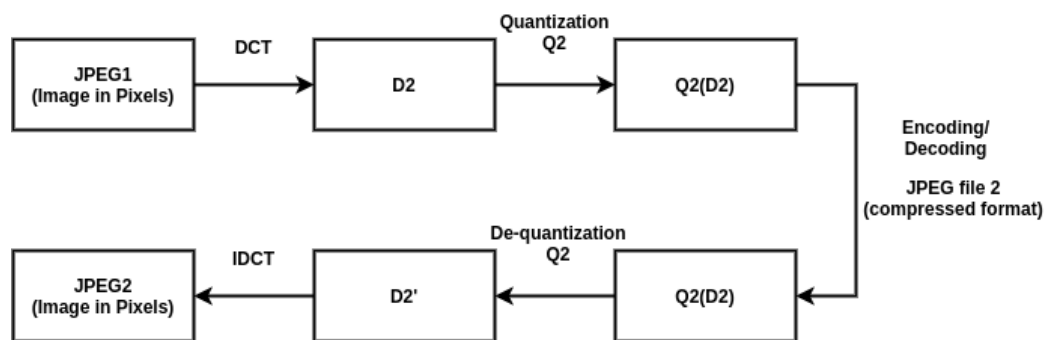 JPEG1
(Image in Pixels)
DCT
D2
Quantization
Q2
Q2(D2)
Encoding/
Decoding
JPEG file 2
(compressed format)
JPEG2
(Image in Pixels)
IDCT
D2'
De-quantization
Q2
Q2(D2)